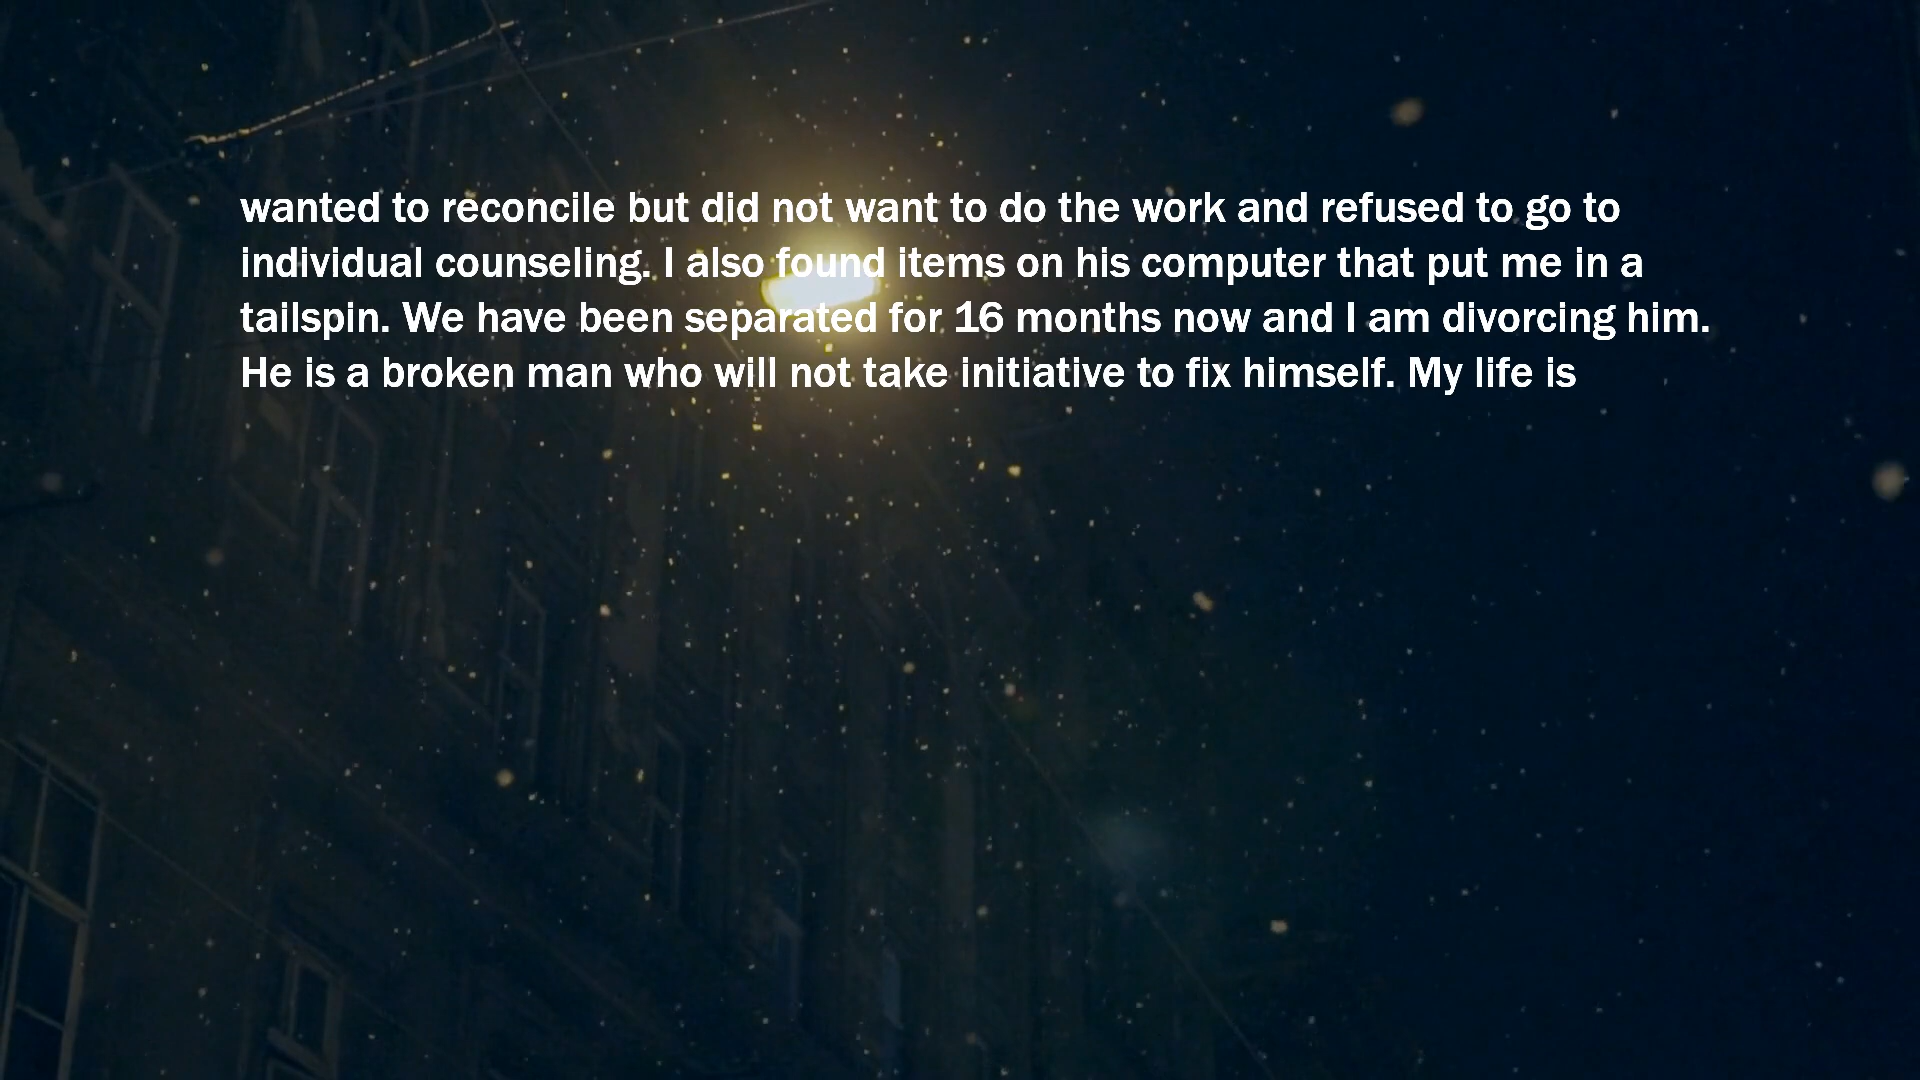 wanted to reconcile but did not want to do the work and refused to go to
individual counseling. I also found items on his computer that put me in a
tailspin. We have been separated for 16 months now and I am divorcing him.
He is a broken man who will not take initiative to fix himself. My life is